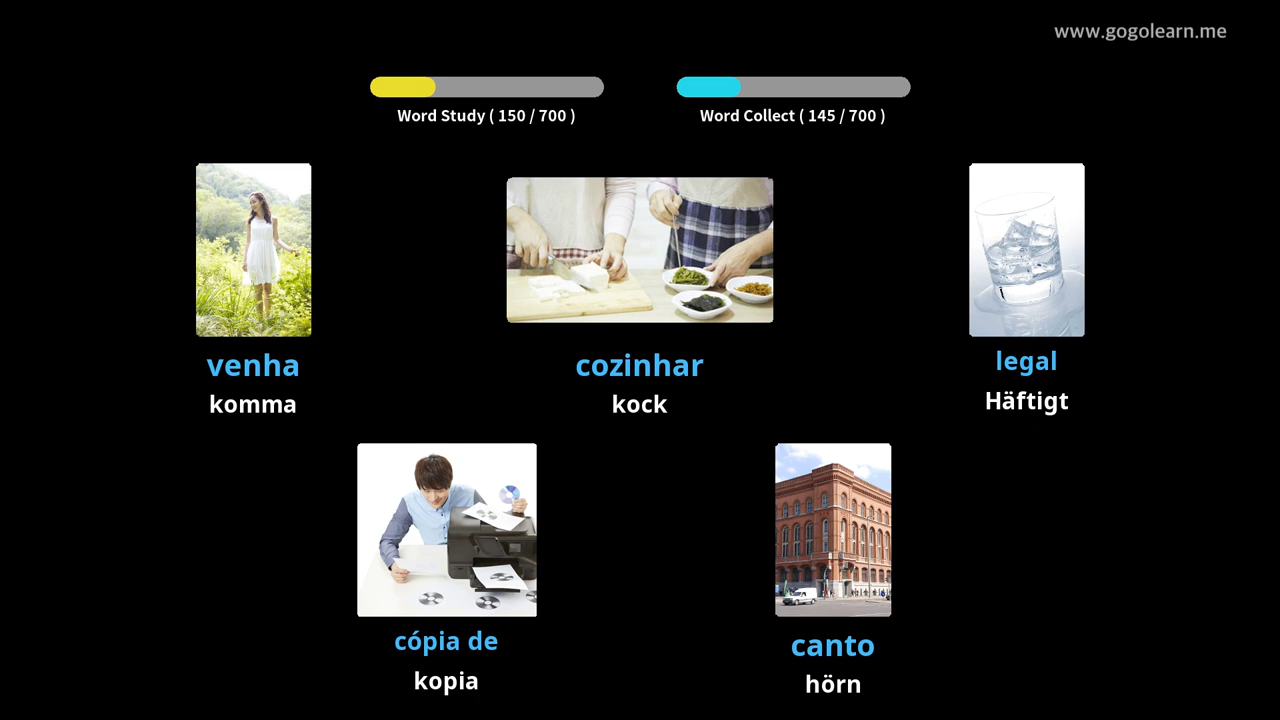 www.gogolearn.me
Word Study ( 150 / 700 )
Word Collect ( 145 / 700 )
venha
komma
cozinhar
kock
legal
Häftigt
cópia de
kopia
canto
hörn